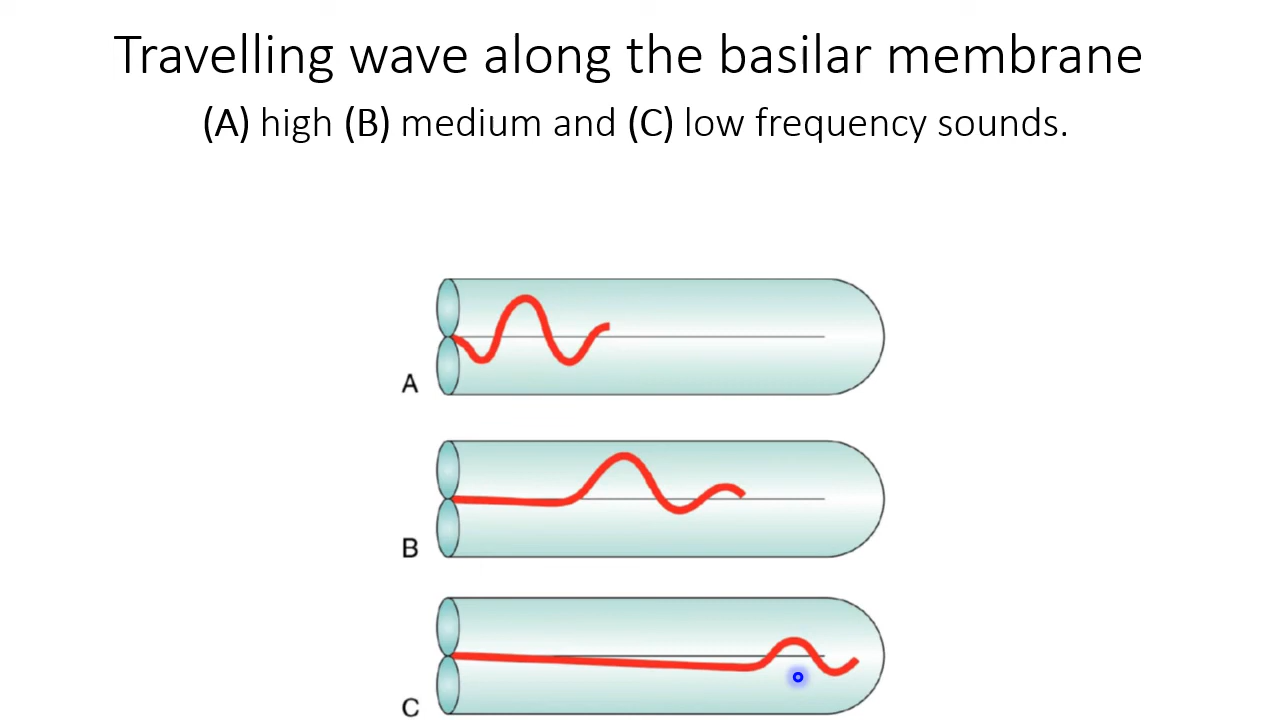 Travelling wave along the basilar membrane
(A) high (B) medium and (C) low frequency sounds.
A
B
C